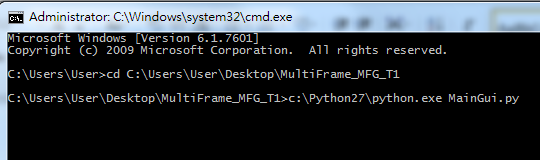 Administrator: C:\Windows\system32\cmd.exe
Microsoft Windows [Version 6.1.7601]
Copyright (c) 2009 Microsoft Corporation.  All rights reserved.
C:\Users\User>cd C:\Users\User\Desktop\MultiFrame_MFG_T1
C:\Users\User\Desktop\MultiFrame_MFG_T1>c:\Python27\python.exe MainGui.py